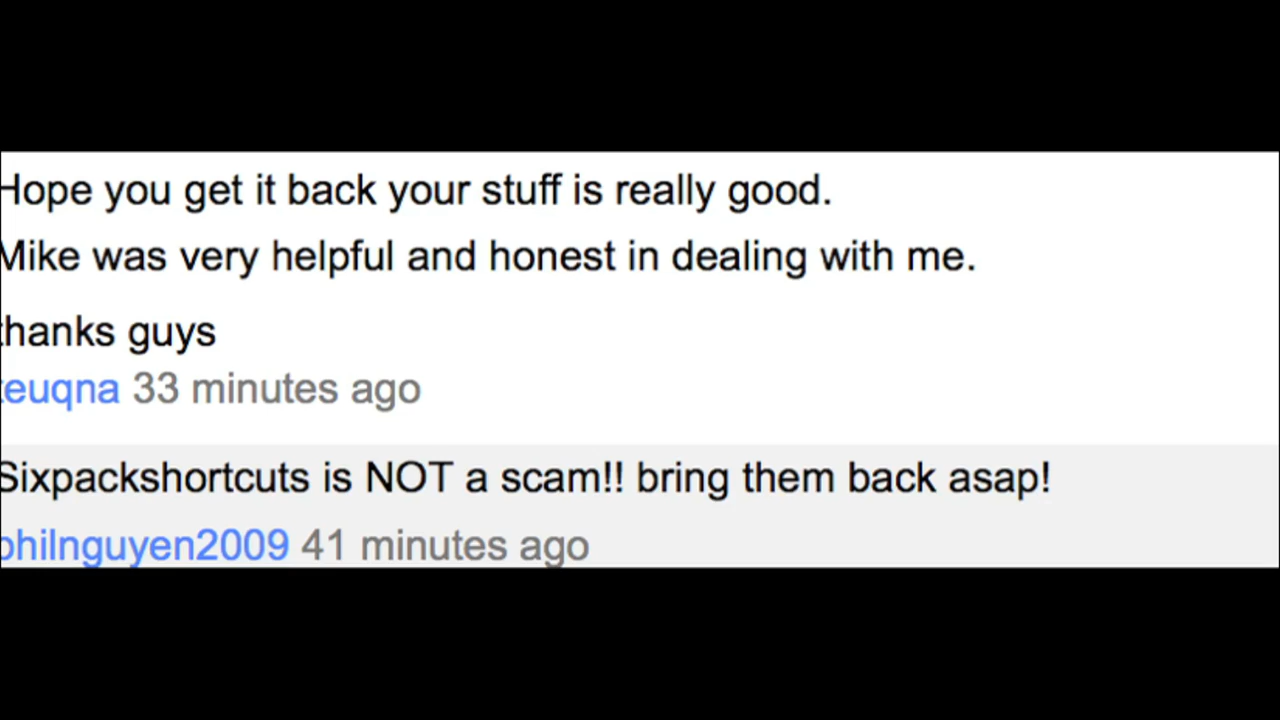 Hope you get it back your stuff is really good.
Mike was very helpful and honest in dealing with me.
thanks guys
teuqna 33 minutes ago
Sixpackshortcuts is NOT a scam!! bring them back asap!
philnguyen2009 41 minutes ago